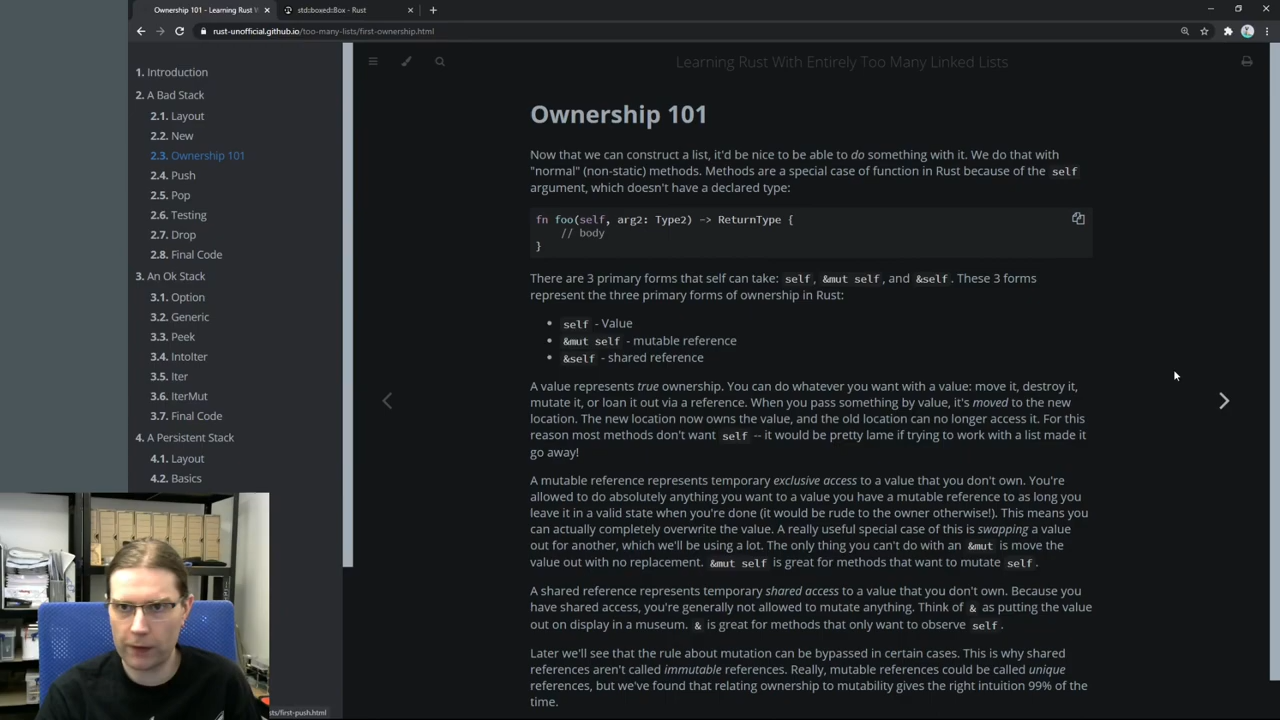 Ownership 101 - Learning Rust W
std::boxed::Box - Rust
rust-unofficial.github.io/too-many-lists/first-ownership.html
1. Introduction
2. A Bad Stack
2.1. Layout
2.2. New
2.3. Ownership 101
2.4. Push
2.5. Pop
2.6. Testing
2.7. Drop
2.8. Final Code
3. An Ok Stack
3.1. Option
3.2. Generic
3.3. Peek
3.4. IntoIter
3.5. Iter
3.6. IterMut
3.7. Final Code
4. A Persistent Stack
4.1. Layout
4.2. Basics
Learning Rust With Entirely Too Many Linked Lists
Ownership 101
Now that we can construct a list, it'd be nice to be able to do something with it. We do that with
"normal" (non-static) methods. Methods are a special case of function in Rust because of the self
argument, which doesn't have a declared type:
fn foo(self, arg2: Type2) -> ReturnType {
// body
}
There are 3 primary forms that self can take: self, &mut self, and &self. These 3 forms
represent the three primary forms of ownership in Rust:
• self - Value
• &mut self - mutable reference
• &self - shared reference
A value represents true ownership. You can do whatever you want with a value: move it, destroy it,
mutate it, or loan it out via a reference. When you pass something by value, it's moved to the new
location. The new location now owns the value, and the old location can no longer access it. For this
reason most methods don't want self -- it would be pretty lame if trying to work with a list made it
go away!
A mutable reference represents temporary exclusive access to a value that you don't own. You're
allowed to do absolutely anything you want to a value you have a mutable reference to as long you
leave it in a valid state when you're done (it would be rude to the owner otherwise!). This means you
can actually completely overwrite the value. A really useful special case of this is swapping a value
out for another, which we'll be using a lot. The only thing you can't do with an &mut is move the
value out with no replacement. &mut self is great for methods that want to mutate self.
A shared reference represents temporary shared access to a value that you don't own. Because you
have shared access, you're generally not allowed to mutate anything. Think of & as putting the value
out on display in a museum. & is great for methods that only want to observe self.
Later we'll see that the rule about mutation can be bypassed in certain cases. This is why shared
references aren't called immutable references. Really, mutable references could be called unique
references, but we've found that relating ownership to mutability gives the right intuition 99% of the
time.
sts/first-push.html